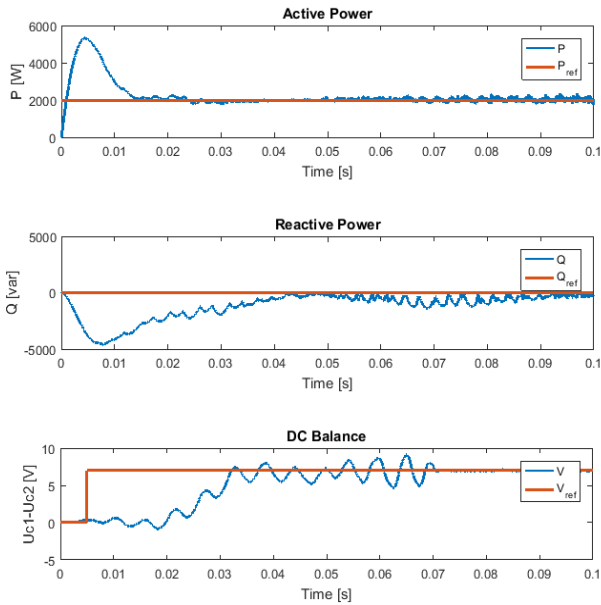 Active Power
6000
4000
2000
0
P [W]
P
P_ref
0 0.01 0.02 0.03 0.04 0.05 0.06 0.07 0.08 0.09 0.1
Time [s]
Reactive Power
5000
0
-5000
Q [var]
Q
Q_ref
0 0.01 0.02 0.03 0.04 0.05 0.06 0.07 0.08 0.09 0.1
Time [s]
DC Balance
10
5
0
-5
Uc1-Uc2 [V]
V
V_ref
0 0.01 0.02 0.03 0.04 0.05 0.06 0.07 0.08 0.09 0.1
Time [s]